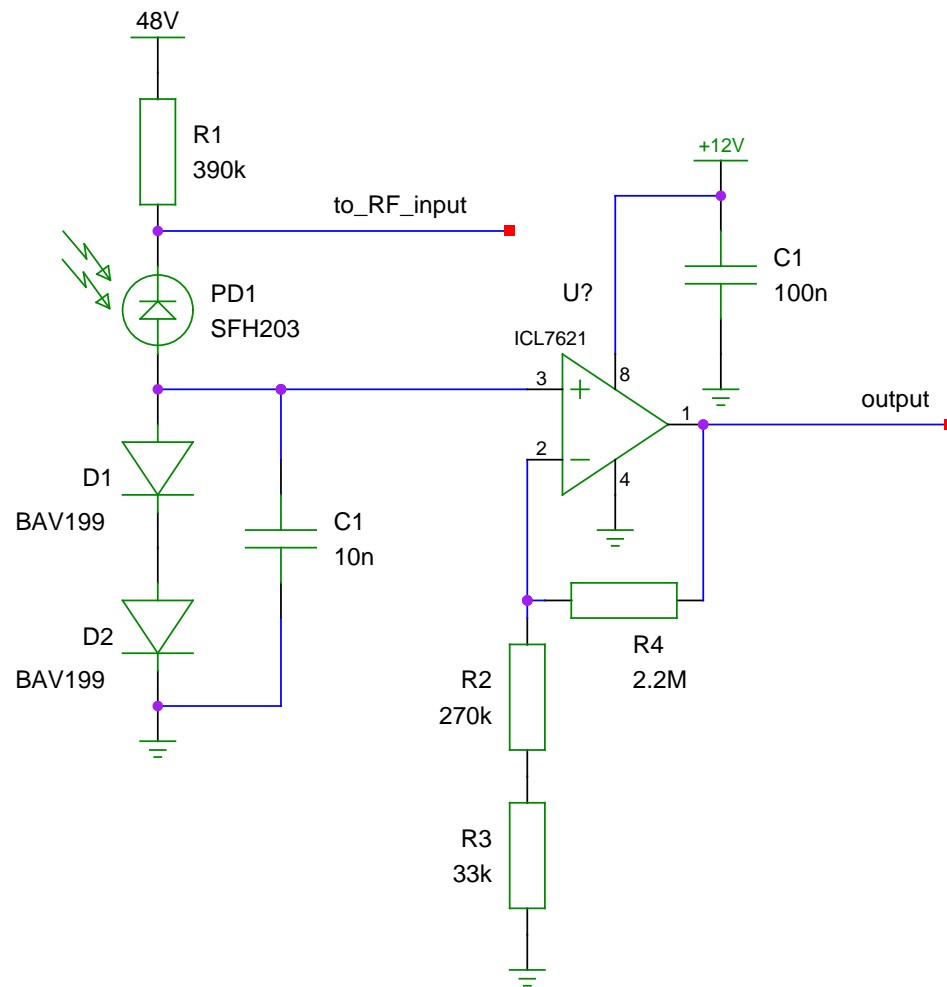 48V
R1
390k
to_RF_input
+12V
C1
100n
PD1
SFH203
U?
ICL7621
3
8
2
4
1
output
D1
BAV199
C1
10n
D2
BAV199
R4
2.2M
R2
270k
R3
33k